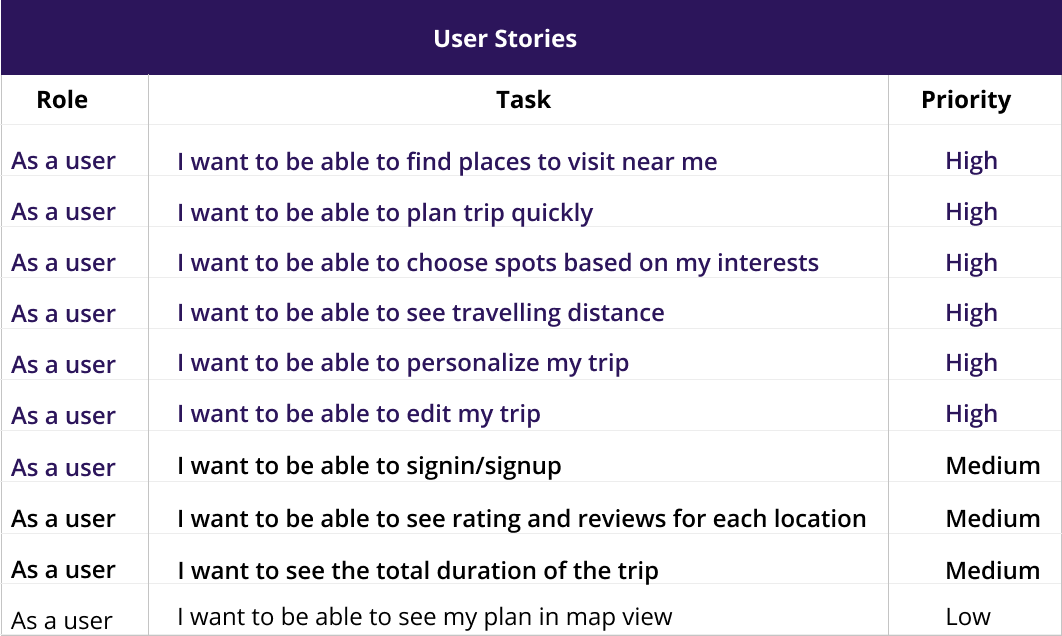 User Stories
Role Task Priority
As a user I want to be able to find places to visit near me High
As a user I want to be able to plan trip quickly High
As a user I want to be able to choose spots based on my interests High
As a user I want to be able to see travelling distance High
As a user I want to be able to personalize my trip High
As a user I want to be able to edit my trip High
As a user I want to be able to signin/signup Medium
As a user I want to be able to see rating and reviews for each location Medium
As a user I want to see the total duration of the trip Medium
As a user I want to be able to see my plan in map view Low